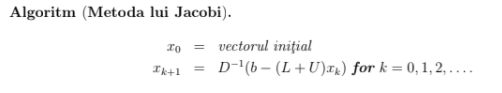 Algoritm (Metoda lui Jacobi).
x₀ = vectorul inițial
xₖ₊₁ = D⁻¹(b − (L + U)xₖ) for k = 0, 1, 2, . . . .